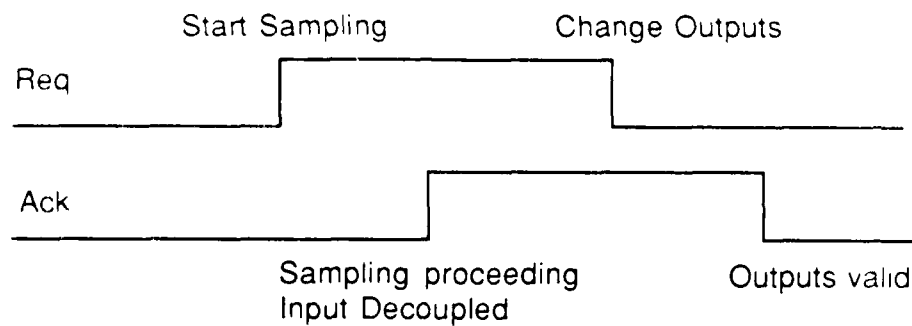 Start Sampling
Change Outputs
Req
Ack
Sampling proceeding
Input Decoupled
Outputs valid